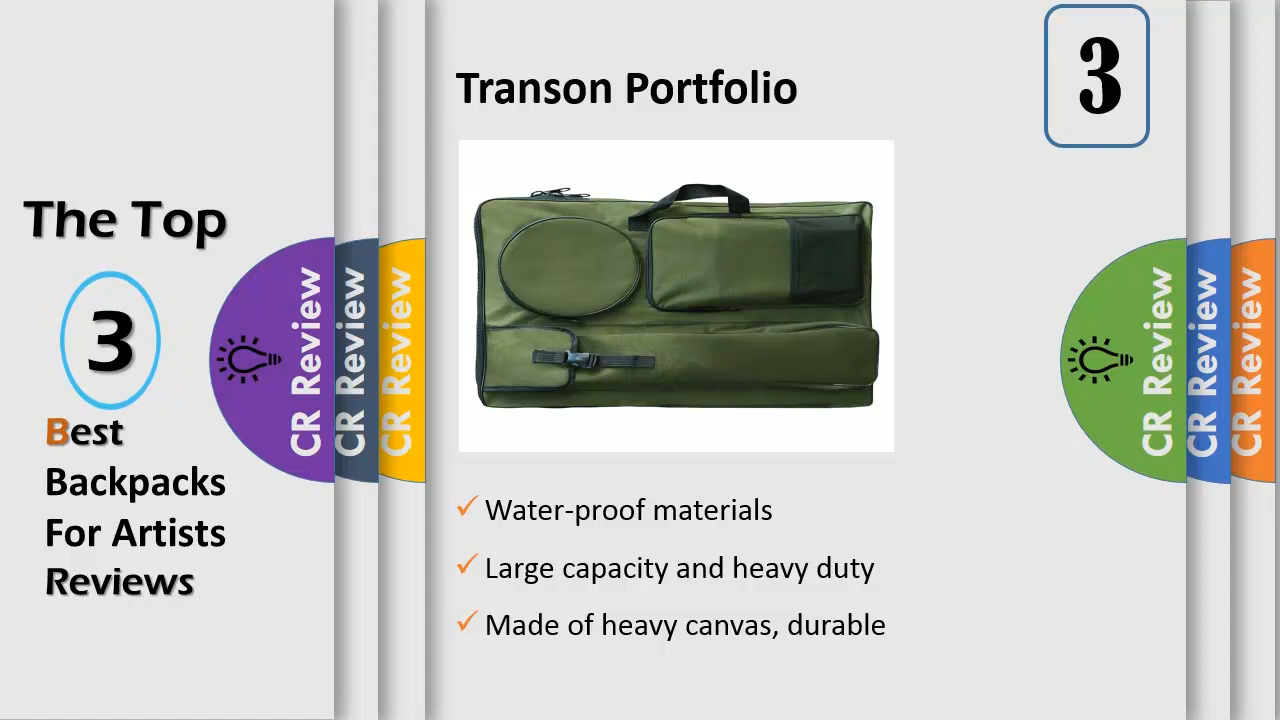 The Top
3
Best
Backpacks
For Artists
Reviews
CR Review
CR Review
CR Review
Transon Portfolio
3
Water-proof materials
Large capacity and heavy duty
Made of heavy canvas, durable
CR Review
CR Review
CR Review